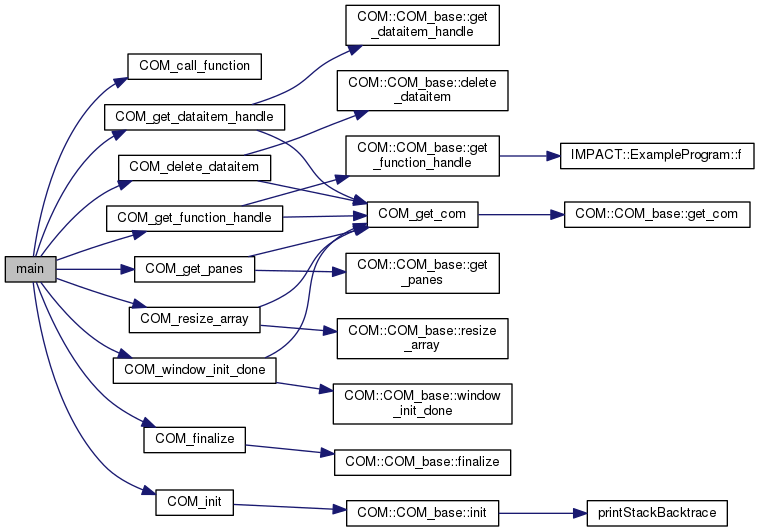 COM::COM_base::get
_dataitem_handle
COM_call_function
COM::COM_base::delete
_dataitem
COM_get_dataitem_handle
COM::COM_base::get
_function_handle
IMPACT::ExampleProgram::f
COM_delete_dataitem
COM_get_function_handle
COM_get_com
COM::COM_base::get_com
main
COM_get_panes
COM::COM_base::get
_panes
COM_resize_array
COM::COM_base::resize
_array
COM_window_init_done
COM::COM_base::window
_init_done
COM_finalize
COM::COM_base::finalize
COM_init
COM::COM_base::init
printStackBacktrace